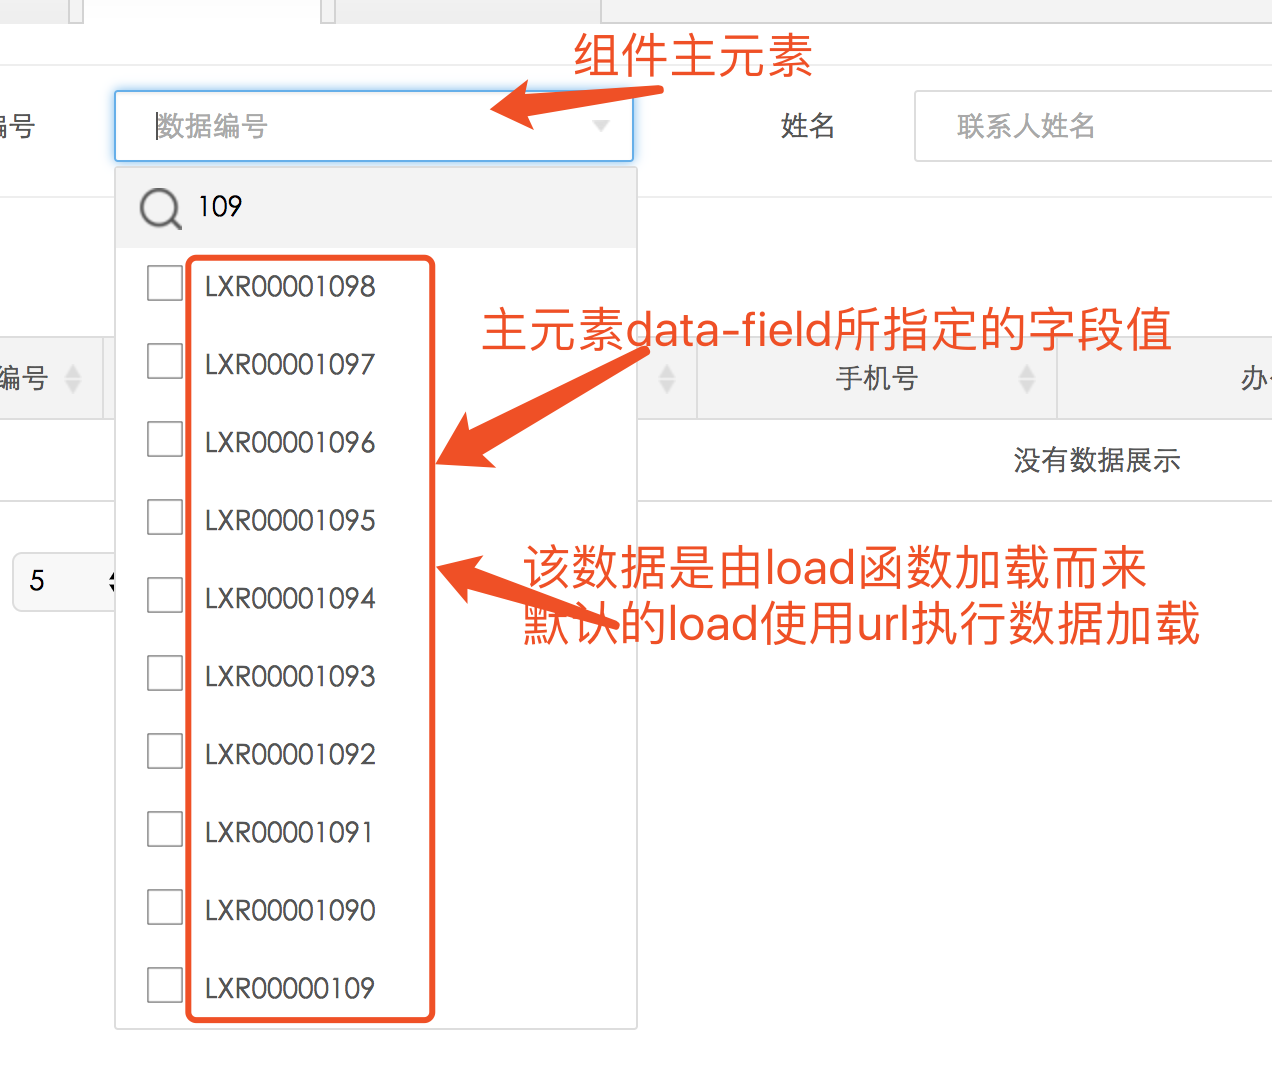 组件主元素
编号
数据编号
姓名
联系人姓名
109
LXR00001098
主元素data-field所指定的字段值
LXR00001097
编号
手机号
LXR00001096
没有数据展示
LXR00001095
该数据是由load函数加载而来
5
LXR00001094
默认的load使用url执行数据加载
LXR00001093
LXR00001092
LXR00001091
LXR00001090
LXR00000109